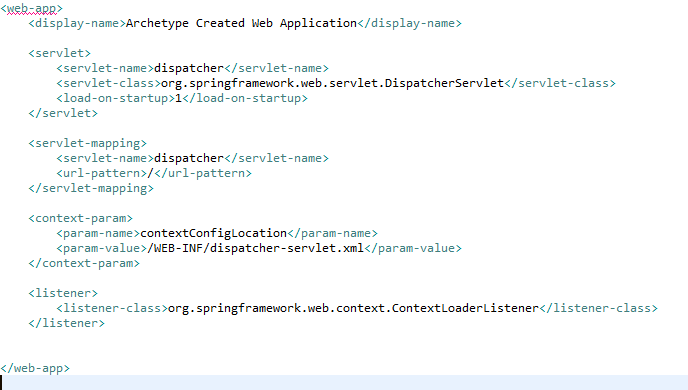 <web-app>
    <display-name>Archetype Created Web Application</display-name>
    <servlet>
        <servlet-name>dispatcher</servlet-name>
        <servlet-class>org.springframework.web.servlet.DispatcherServlet</servlet-class>
        <load-on-startup>1</load-on-startup>
    </servlet>
    <servlet-mapping>
        <servlet-name>dispatcher</servlet-name>
        <url-pattern>/</url-pattern>
    </servlet-mapping>
    <context-param>
        <param-name>contextConfigLocation</param-name>
        <param-value>/WEB-INF/dispatcher-servlet.xml</param-value>
    </context-param>
    <listener>
        <listener-class>org.springframework.web.context.ContextLoaderListener</listener-class>
    </listener>
</web-app>